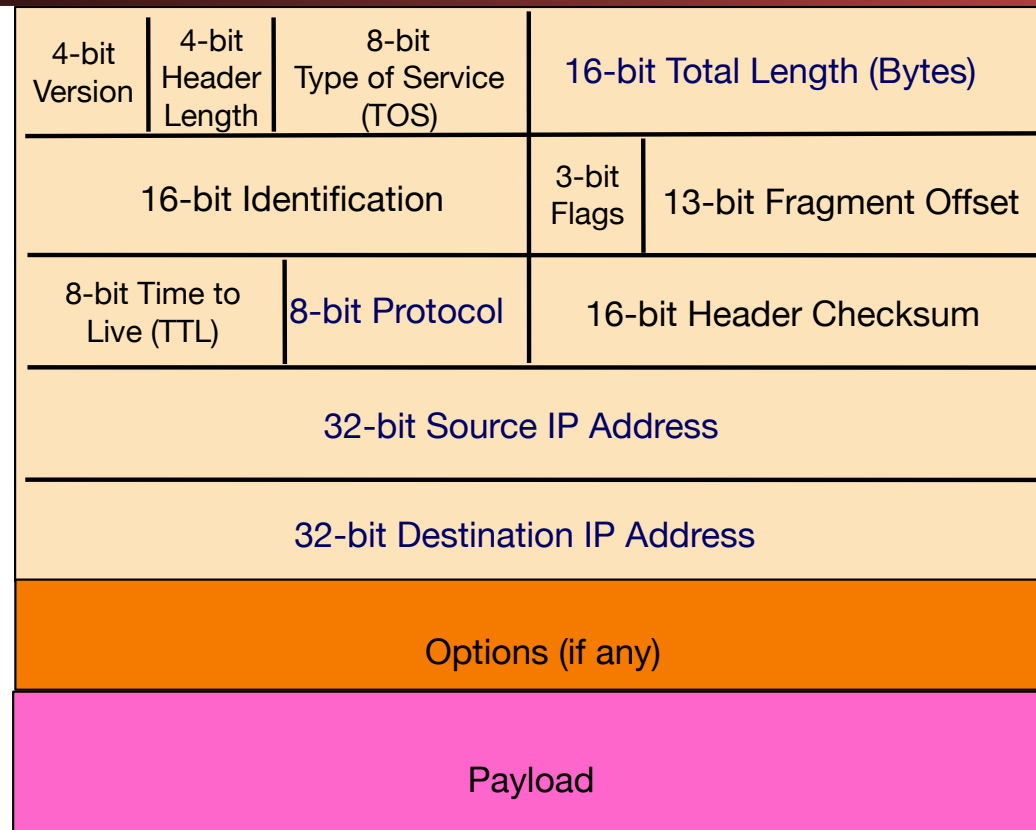 4-bit
Version
4-bit
Header
Length
8-bit
Type of Service
(TOS)
16-bit Total Length (Bytes)
16-bit Identification
3-bit
Flags
13-bit Fragment Offset
8-bit Time to
Live (TTL)
8-bit Protocol
16-bit Header Checksum
32-bit Source IP Address
32-bit Destination IP Address
Options (if any)
Payload